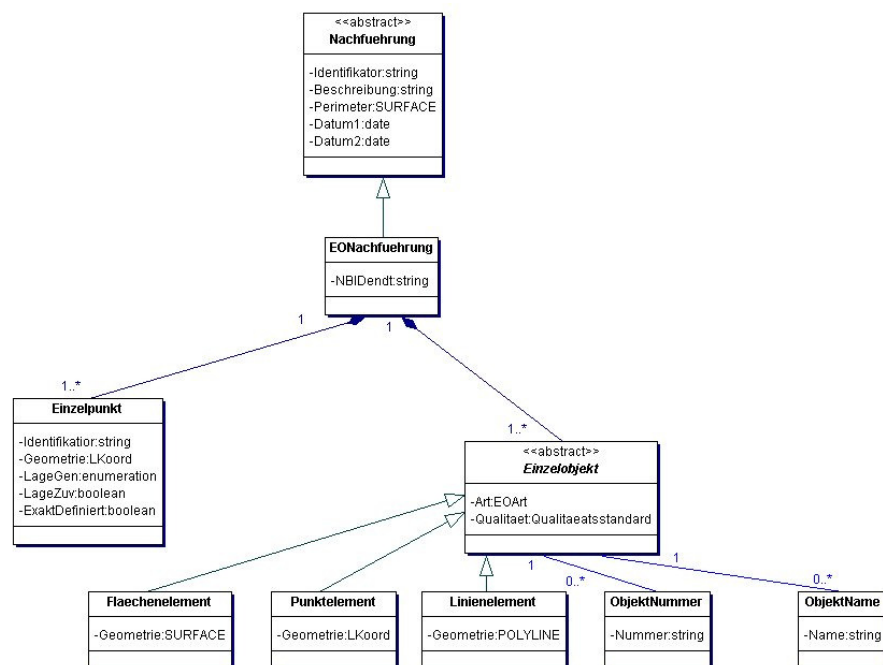 <<abstract>>
Nachfuehrung
-Identifikator:string
-Beschreibung:string
-Perimeter:SURFACE
-Datum1:date
-Datum2:date
EONachfuehrung
-NBIDendt:string
1
1
1..*
1..*
Einzelpunkt
-Identifikatior:string
-Geometrie:LKoord
-LageGen:enumeration
-LageZuv:boolean
-ExaktDefiniert:boolean
<<abstract>>
Einzelobjekt
-Art:EOArt
-Qualitaet:Qualitaeatsstandard
1
1
0..*
0..*
Flaechenelement
-Geometrie:SURFACE
Punktelement
-Geometrie:LKoord
Linienelement
-Geometrie:POLYLINE
ObjektNummer
-Nummer:string
ObjektName
-Name:string